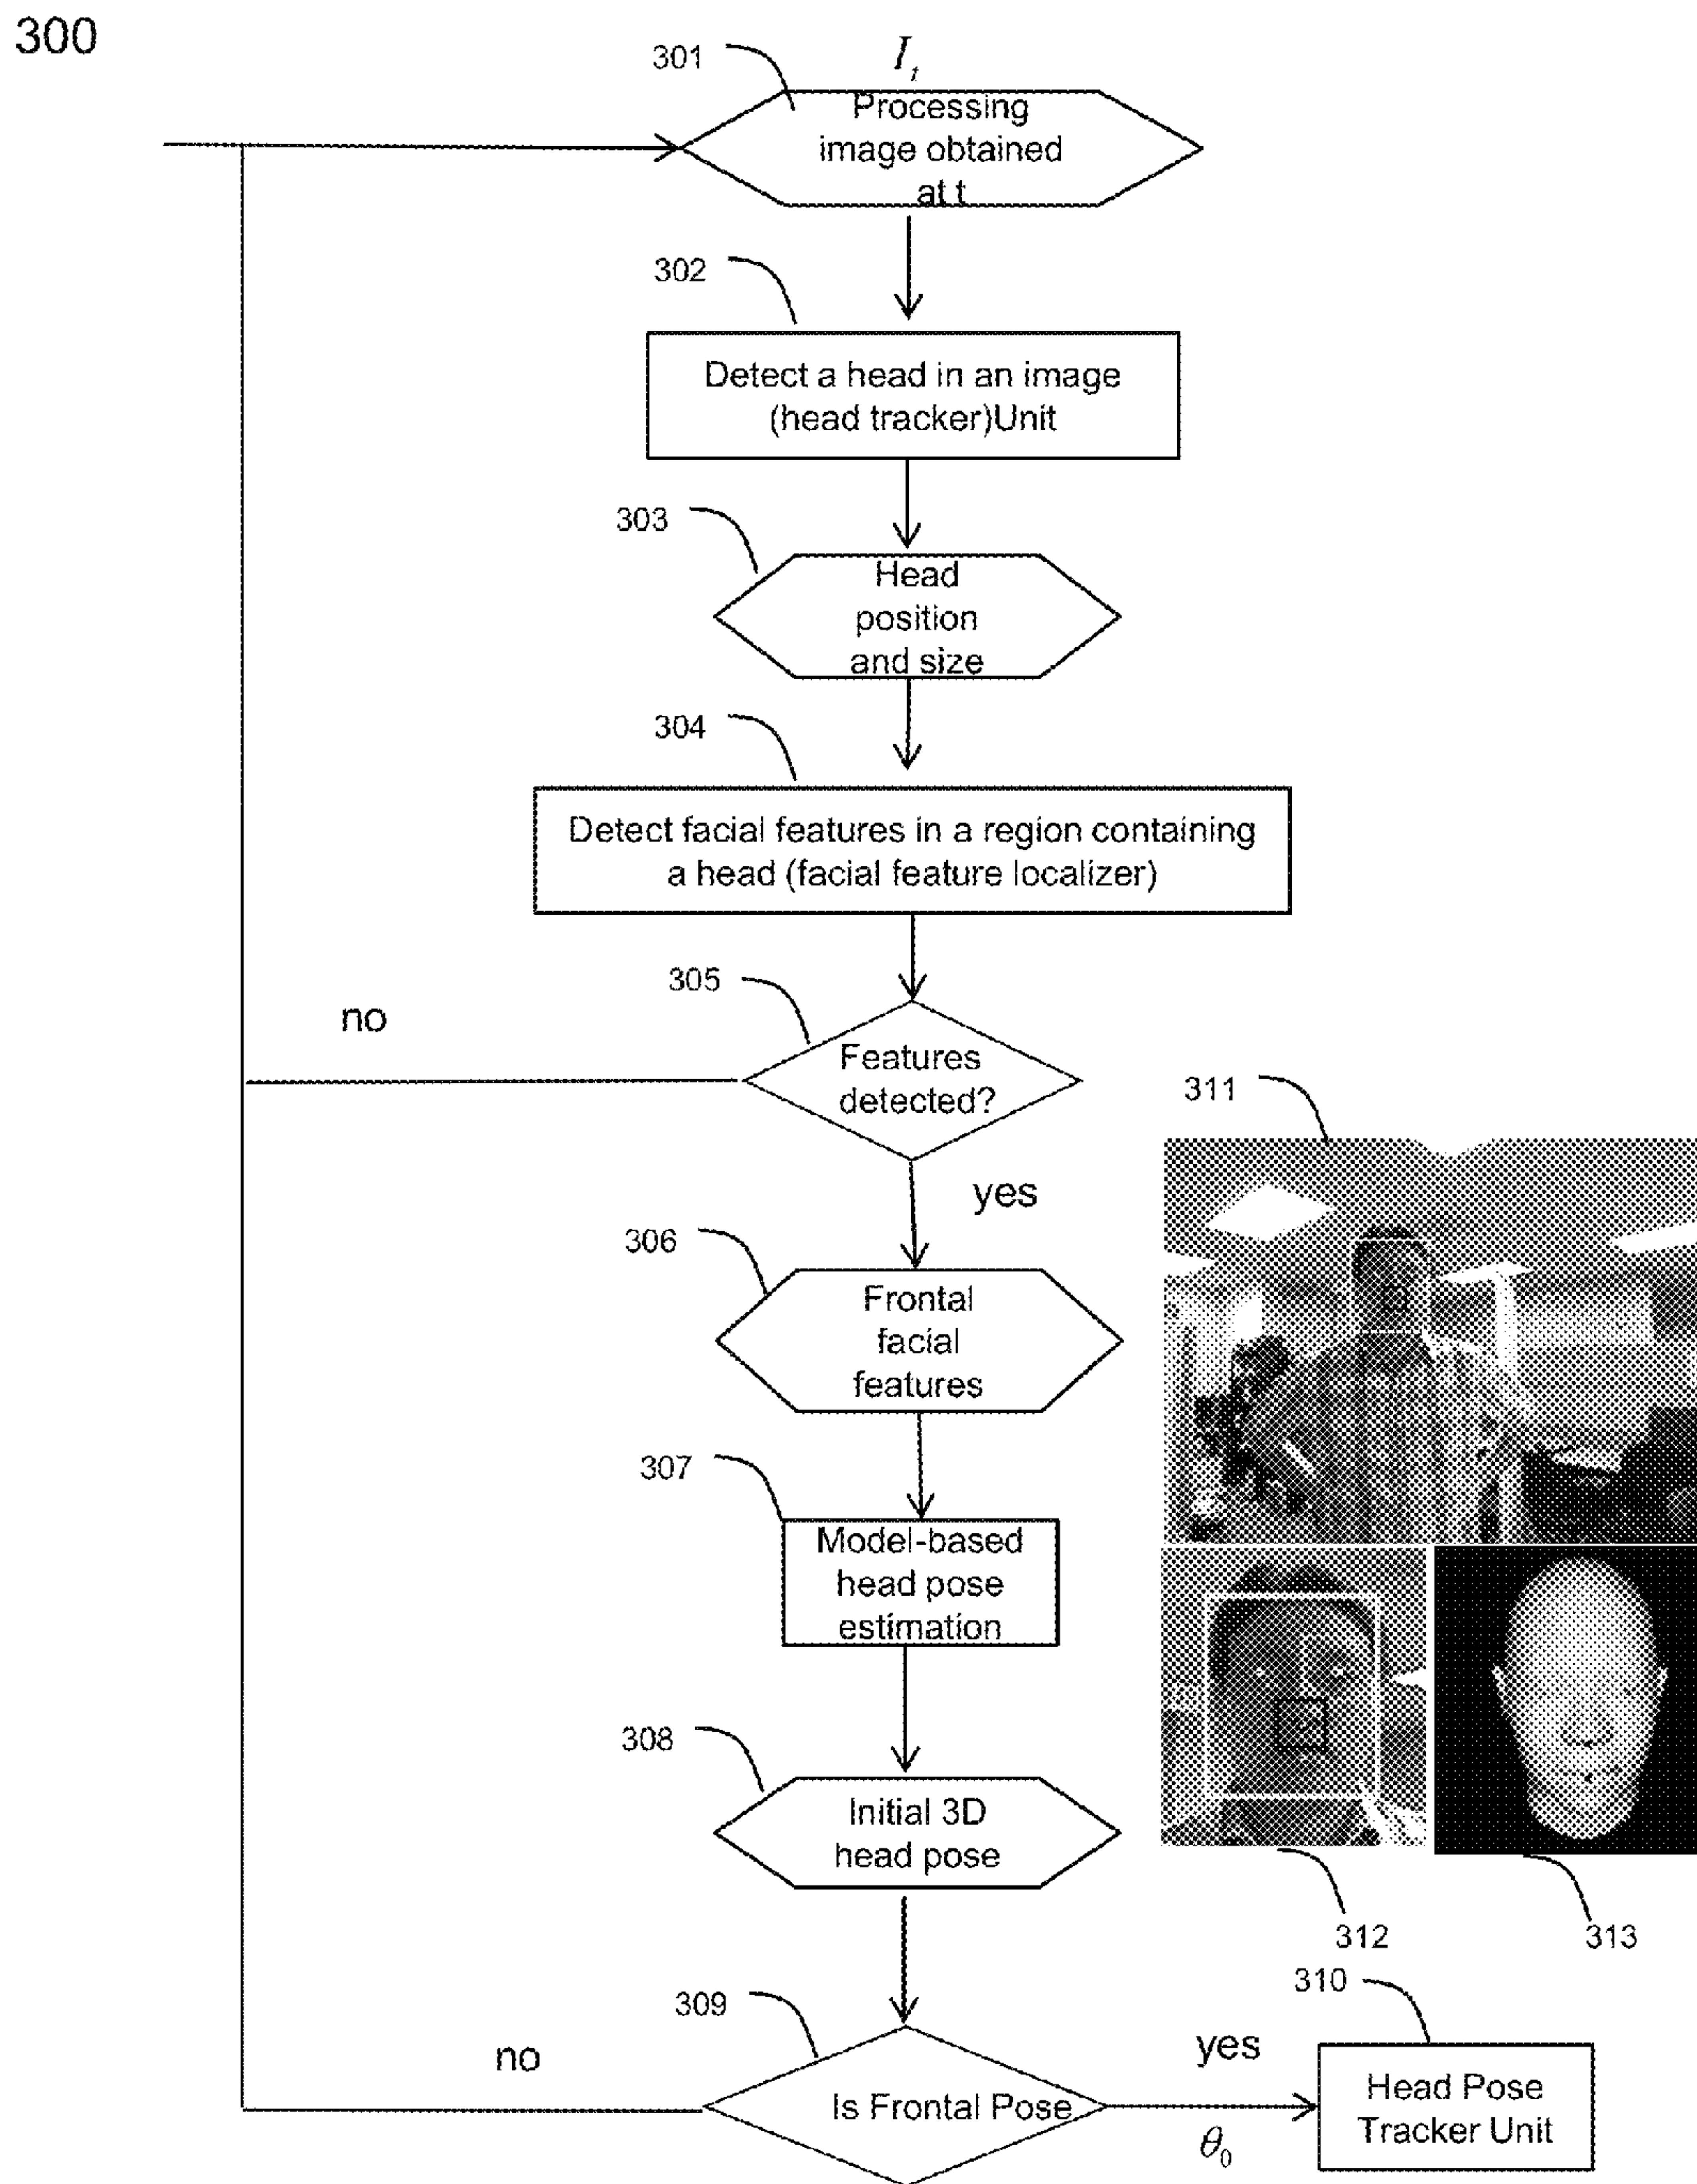 300
301
I_t
Processing
image obtained
at t
302
Detect a head in an image
(head tracker)Unit
303
Head
position
and size
304
Detect facial features in a region containing
a head (facial feature localizer)
305
no
Features
detected?
311
yes
306
Frontal
facial
features
307
Model-based
head pose
estimation
308
Initial 3D
head pose
312
313
310
309
no
yes
Is Frontal Pose
θ_0
Head Pose
Tracker Unit